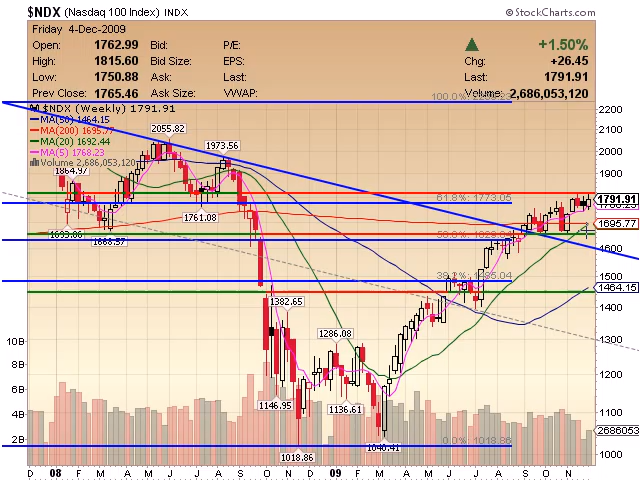 $NDX (Nasdaq 100 Index) INDX
© StockCharts.com
Friday 4-Dec-2009
Open: 1762.99 Bid: P/E: +1.50%
High: 1815.60 Bid Size: EPS: Chg: +26.45
Low: 1750.88 Ask: Last: Last: 1791.91
Prev Close: 1765.46 Ask Size: VWAP: Volume: 2,686,053,120
$NDX (Weekly) 1791.91
MA(50) 1464.15
MA(200) 1695.77
MA(20) 1692.44
MA(5) 1768.23
Volume 2,686,053,120
100.0%
2055.82
1973.56
1864.97
1761.08
1668.57
61.8% 1773.05
50.0%
38.2%
1382.65
1286.08
1146.95
1136.61
1040.41
1018.86
0.0% 1018.86
2200
2100
2000
1900
1791.91
1695.77
1600
1500
1464.15
1300
1200
1100
2686053
1000
10B
8B
6B
4B
2B
D 08 F M A M J J A S O N D 09 F M A M J J A S O N